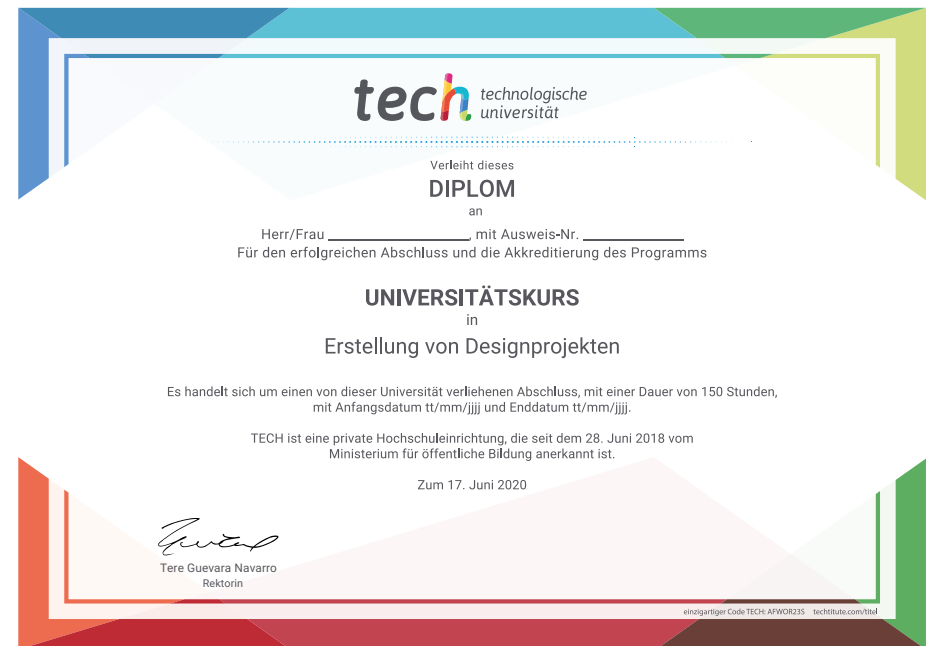 tech technologische
universität
Verleiht dieses
DIPLOM
an
Herr/Frau ____________________, mit Ausweis-Nr. ______________
Für den erfolgreichen Abschluss und die Akkreditierung des Programms
UNIVERSITÄTSKURS
in
Erstellung von Designprojekten
Es handelt sich um einen von dieser Universität verliehenen Abschluss, mit einer Dauer von 150 Stunden,
mit Anfangsdatum tt/mm/jjjj und Enddatum tt/mm/jjjj.
TECH ist eine private Hochschuleinrichtung, die seit dem 28. Juni 2018 vom
Ministerium für öffentliche Bildung anerkannt ist.
Zum 17. Juni 2020
Tere Guevara Navarro
Rektorin
einzigartiger Code TECH: AFWOR23S techtitute.com/titel